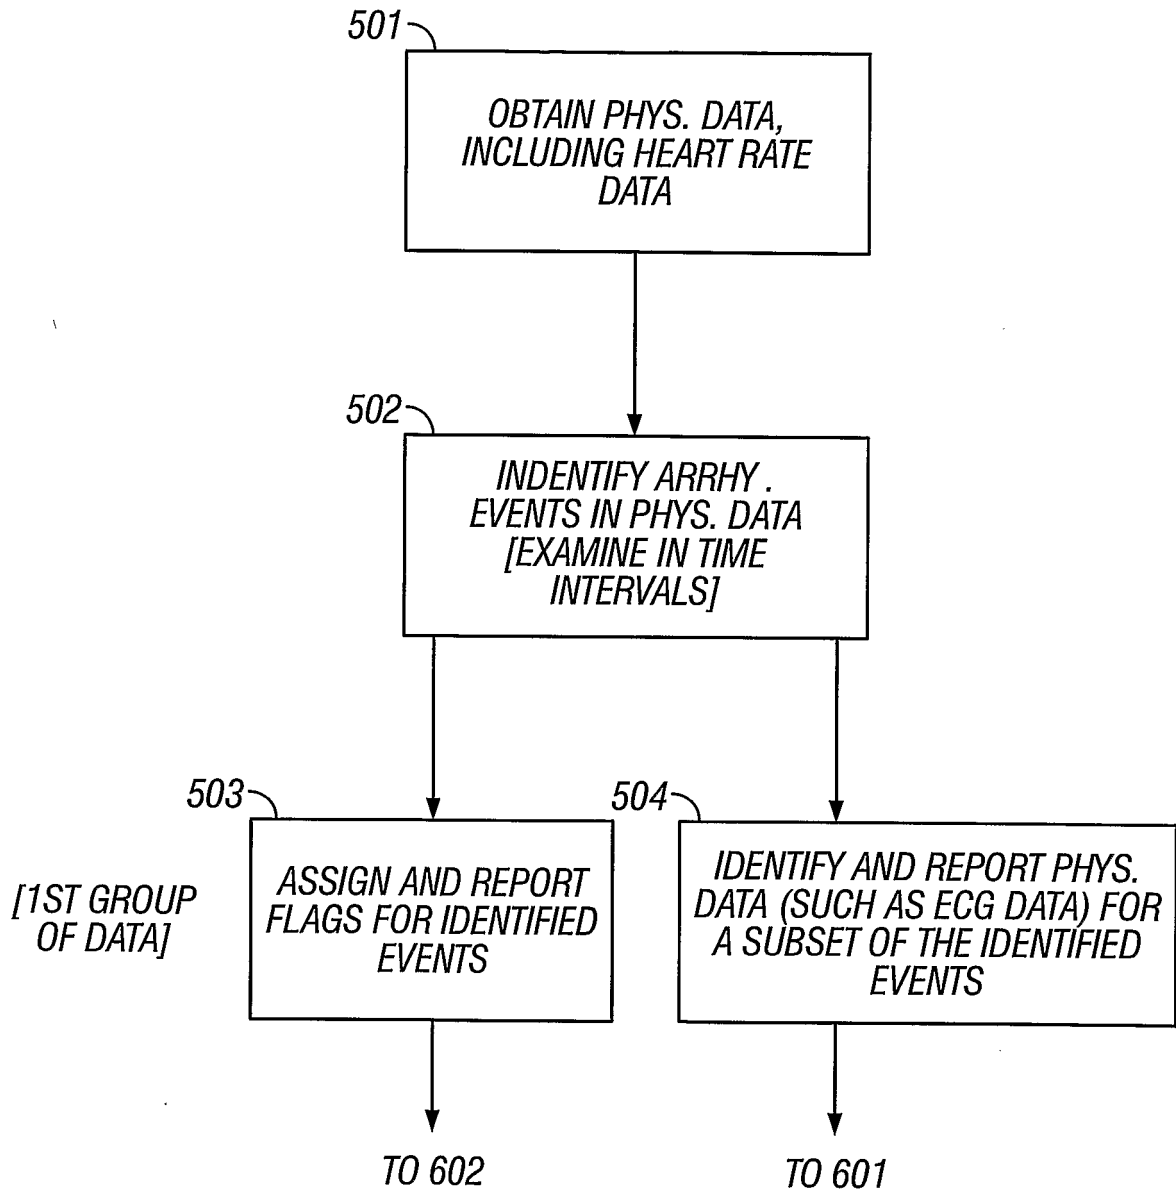 501
OBTAIN PHYS. DATA,
INCLUDING HEART RATE
DATA
502
INDENTIFY ARRHY .
EVENTS IN PHYS. DATA
[EXAMINE IN TIME
INTERVALS]
503
ASSIGN AND REPORT
FLAGS FOR IDENTIFIED
EVENTS
[1ST GROUP
OF DATA]
504
IDENTIFY AND REPORT PHYS.
DATA (SUCH AS ECG DATA) FOR
A SUBSET OF THE IDENTIFIED
EVENTS
TO 602
TO 601